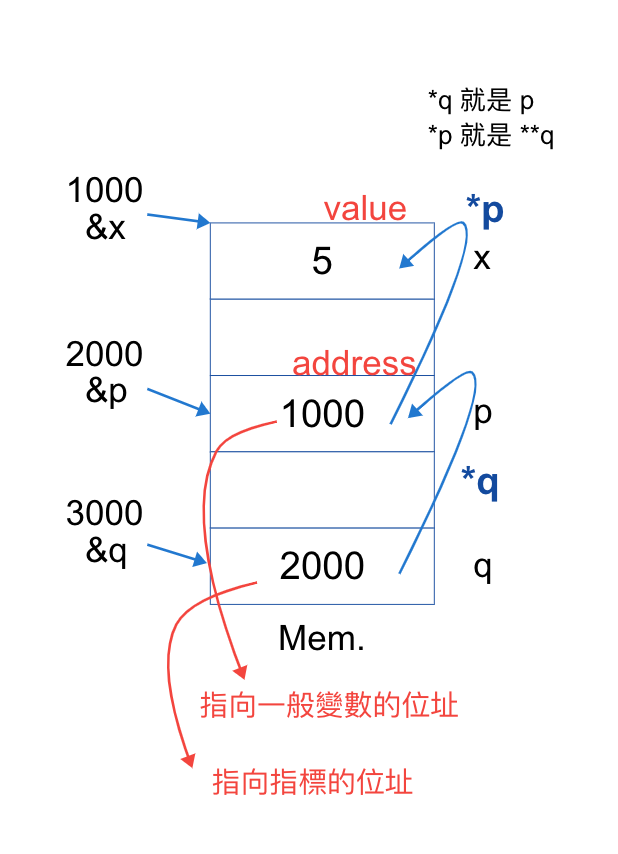 *q 就是 p
*p 就是 **q
1000
&x
value
*p
5
x
2000
&p
address
1000
p
*q
3000
&q
2000
q
Mem.
指向一般變數的位址
指向指標的位址